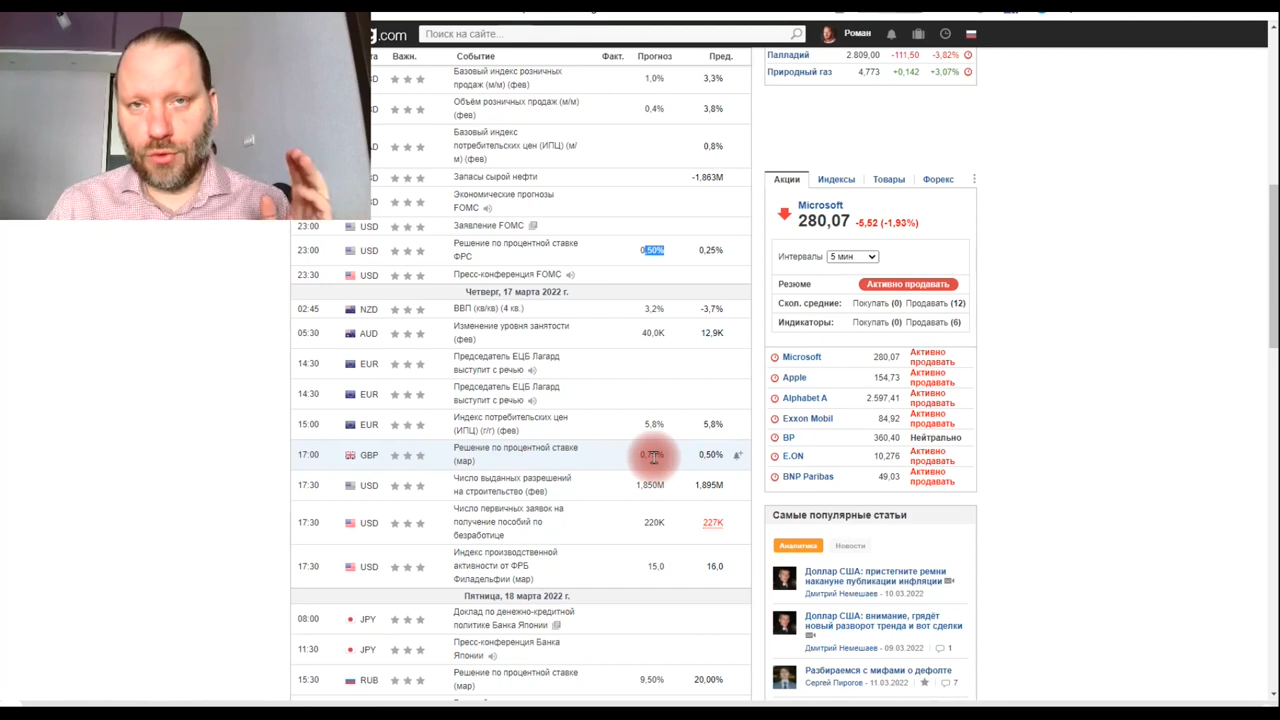 g.com
Поиск на сайте...
Роман
Важн. Событие Факт. Прогноз Пред.
Базовый индекс розничных
продаж (м/м) (фев)
1,0% 3,3%
Объём розничных продаж (м/м)
(фев)
0,4% 3,8%
Базовый индекс
потребительских цен (ИПЦ) (м/
м) (фев)
0,8%
Запасы сырой нефти -1,863M
Экономические прогнозы
FOMC
23:00 USD Заявление FOMC
23:00 USD Решение по процентной ставке
ФРС
0,50% 0,25%
23:30 USD Пресс-конференция FOMC
Четверг, 17 марта 2022 г.
02:45 NZD ВВП (кв/кв) (4 кв.) 3,2% -3,7%
05:30 AUD Изменение уровня занятости
(фев)
40,0K 12,9K
14:30 EUR Председатель ЕЦБ Лагард
выступит с речью
14:30 EUR Председатель ЕЦБ Лагард
выступит с речью
15:00 EUR Индекс потребительских цен
(ИПЦ) (г/г) (фев)
5,8% 5,8%
17:00 GBP Решение по процентной ставке
(мар)
0,50%
17:30 USD Число выданных разрешений
на строительство (фев)
1,850M 1,895M
17:30 USD Число первичных заявок на
получение пособий по
безработице
220K 227K
17:30 USD Индекс производственной
активности от ФРБ
Филадельфии (мар)
15,0 16,0
Пятница, 18 марта 2022 г.
08:00 JPY Доклад по денежно-кредитной
политике Банка Японии
11:30 JPY Пресс-конференция Банка
Японии
15:30 RUB Решение по процентной ставке
(мар)
9,50% 20,00%
Палладий 2.809,00 -111,50 -3,82%
Природный газ 4,773 +0,142 +3,07%
Акции Индексы Товары Форекс
Microsoft
280,07 -5,52 (-1,93%)
Интервалы 5 мин
Резюме Активно продавать
Скол. средние: Покупать (0) Продавать (12)
Индикаторы: Покупать (0) Продавать (6)
Microsoft 280,07 Активно
продавать
Apple 154,73 Активно
продавать
Alphabet A 2.597,41 Активно
продавать
Exxon Mobil 84,92 Активно
продавать
BP 360,40 Нейтрально
E.ON 10,276 Активно
продавать
BNP Paribas 49,03 Активно
продавать
Самые популярные статьи
Аналитика Новости
Доллар США: пристегните ремни
накануне публикации инфляции
Дмитрий Немешаев - 10.03.2022
Доллар США: внимание, грядёт
новый разворот тренда и вот сделки
Дмитрий Немешаев - 09.03.2022 1
Разбираемся с мифами о дефолте
Сергей Пирогов - 11.03.2022 7